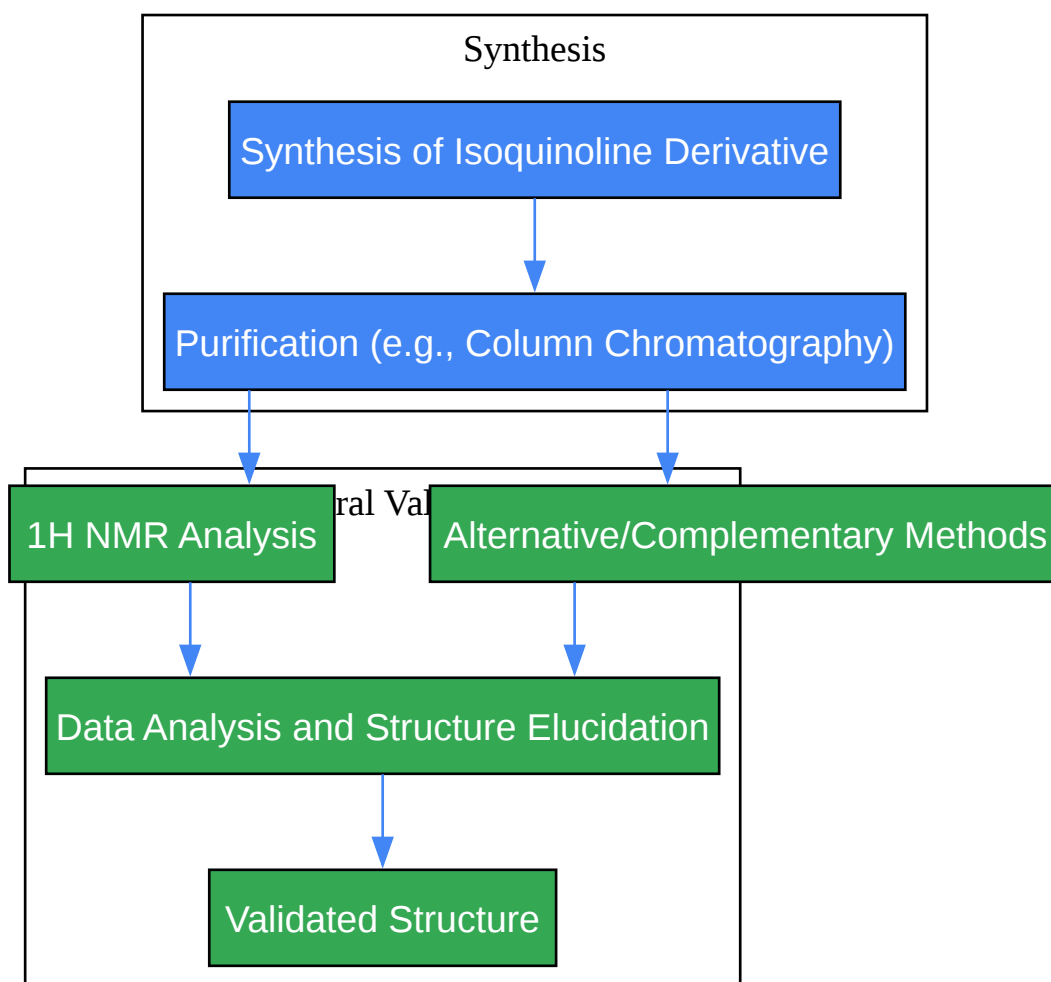 Synthesis
Synthesis of Isoquinoline Derivative
Purification (e.g., Column Chromatography)
1H NMR Analysis
Alternative/Complementary Methods
Data Analysis and Structure Elucidation
Validated Structure